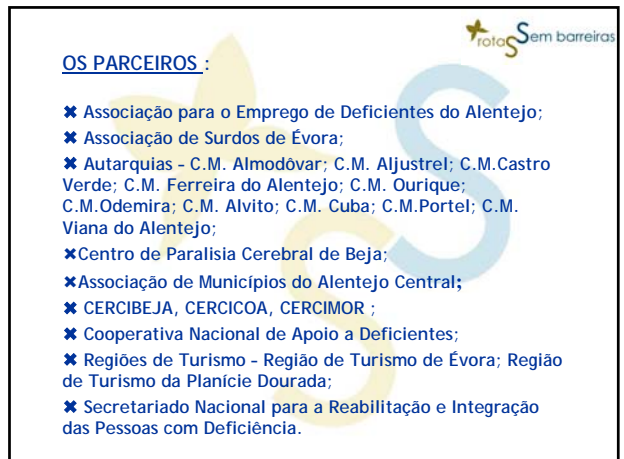 rotas Sem barreiras
OS PARCEIROS :
✖ Associação para o Emprego de Deficientes do Alentejo;
✖ Associação de Surdos de Évora;
✖ Autarquias - C.M. Almodôvar; C.M. Aljustrel; C.M.Castro
Verde; C.M. Ferreira do Alentejo; C.M. Ourique;
C.M.Odemira; C.M. Alvito; C.M. Cuba; C.M.Portel; C.M.
Viana do Alentejo;
✖Centro de Paralisia Cerebral de Beja;
✖Associação de Municípios do Alentejo Central;
✖ CERCIBEJA, CERCICOA, CERCIMOR ;
✖ Cooperativa Nacional de Apoio a Deficientes;
✖ Regiões de Turismo - Região de Turismo de Évora; Região
de Turismo da Planície Dourada;
✖ Secretariado Nacional para a Reabilitação e Integração
das Pessoas com Deficiência.